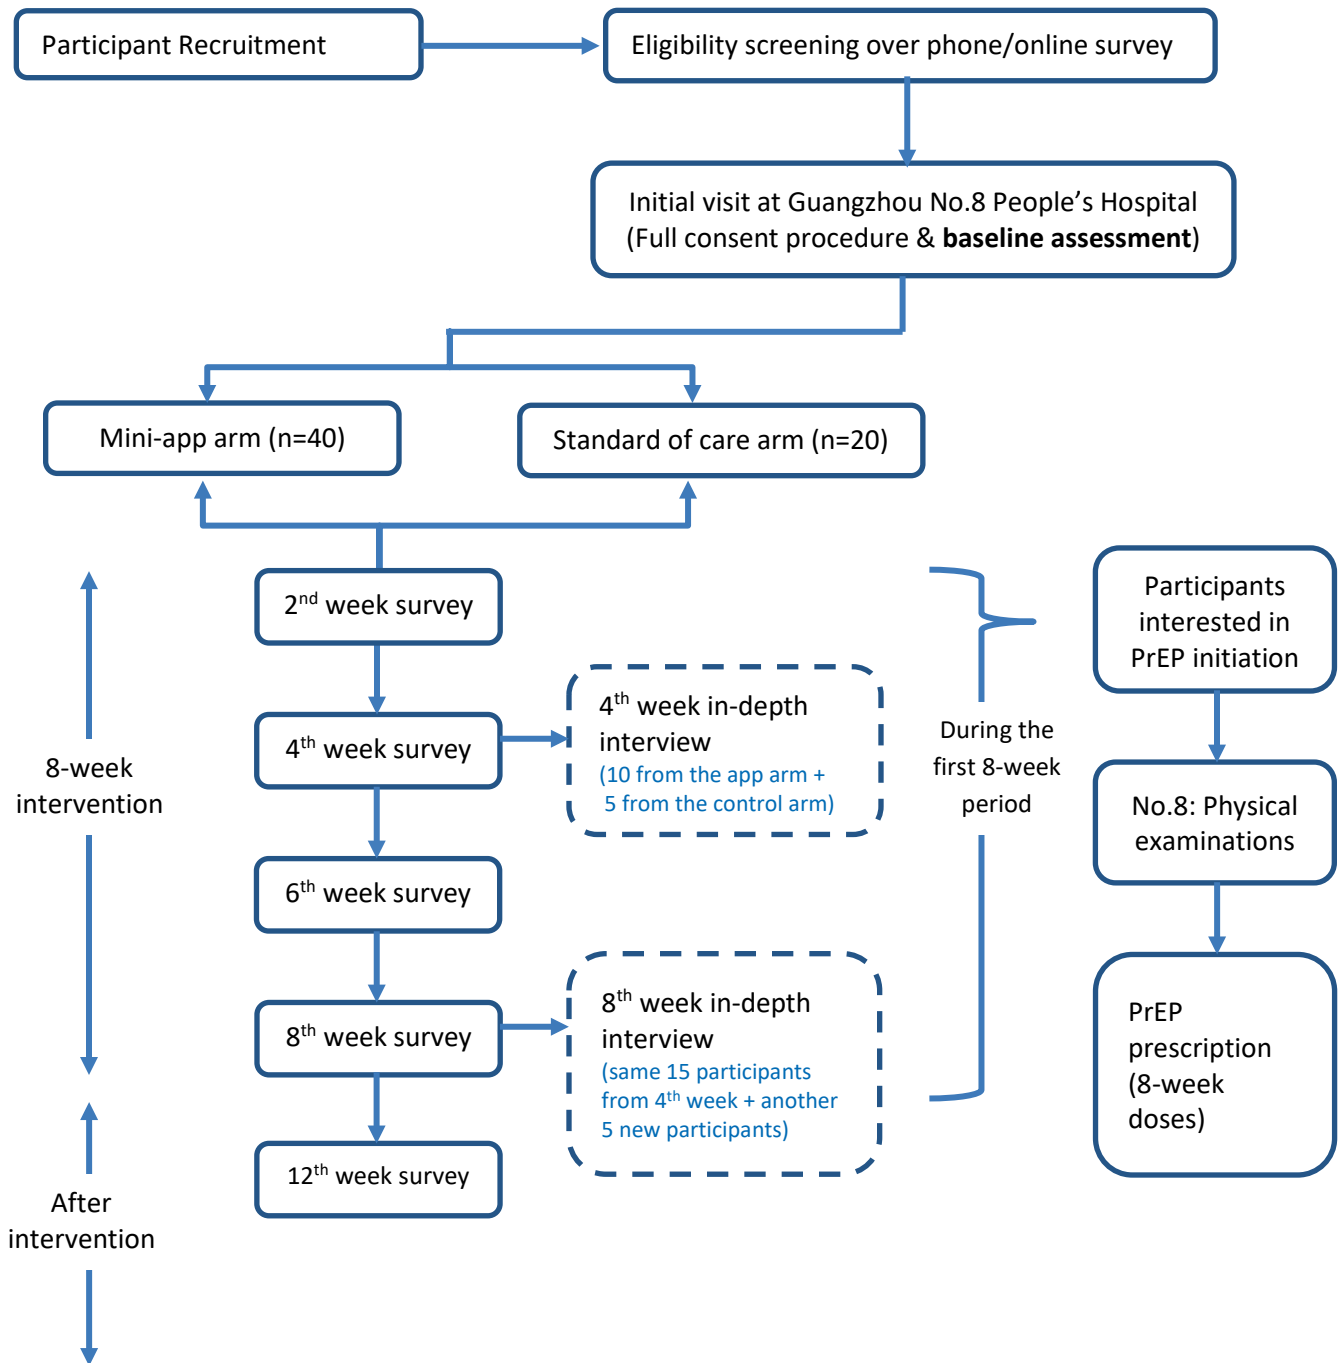 Participant Recruitment
Eligibility screening over phone/online survey
Initial visit at Guangzhou No.8 People’s Hospital
(Full consent procedure & baseline assessment)
Mini-app arm (n=40)
Standard of care arm (n=20)
8-week
intervention
After
intervention
2nd week survey
4th week survey
6th week survey
8th week survey
12th week survey
4th week in-depth
interview
(10 from the app arm +
5 from the control arm)
8th week in-depth
interview
(same 15 participants
from 4th week + another
5 new participants)
During the
first 8-week
period
Participants
interested in
PrEP initiation
No.8: Physical
examinations
PrEP
prescription
(8-week
doses)